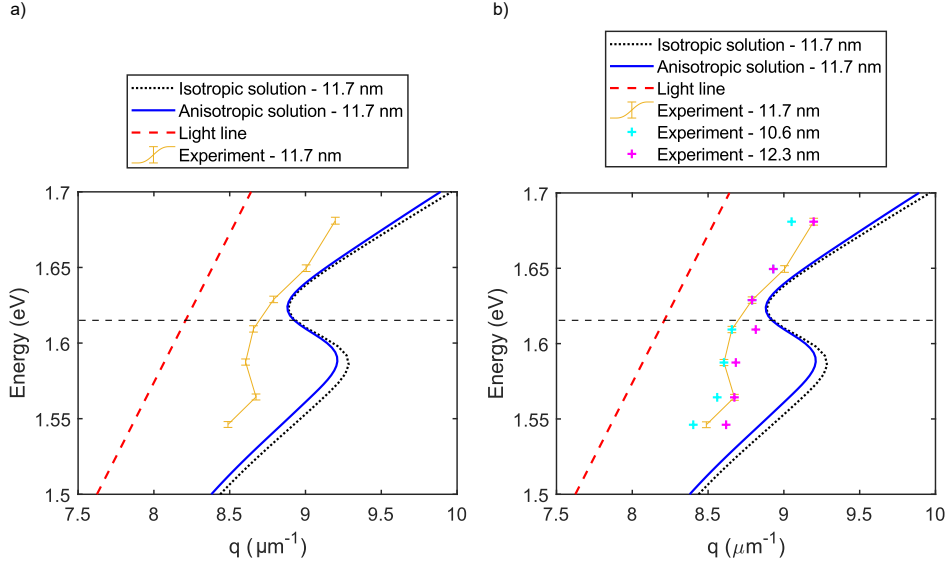 a)
Isotropic solution - 11.7 nm
Anisotropic solution - 11.7 nm
Light line
Experiment - 11.7 nm
1.7
1.65
1.6
1.55
1.5
Energy (eV)
7.5 8 8.5 9 9.5 10
q (µm⁻¹)
b)
Isotropic solution - 11.7 nm
Anisotropic solution - 11.7 nm
Light line
Experiment - 11.7 nm
Experiment - 10.6 nm
Experiment - 12.3 nm
1.7
1.65
1.6
1.55
1.5
Energy (eV)
7.5 8 8.5 9 9.5 10
q (μm⁻¹)